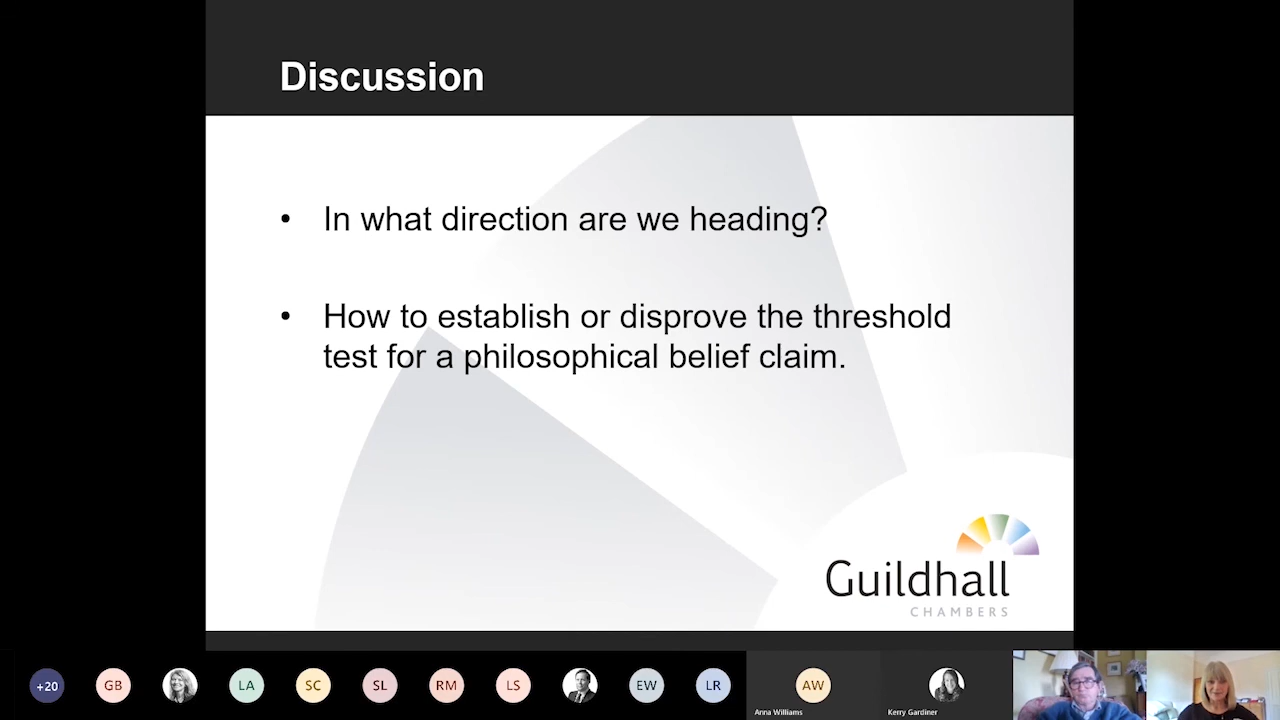 Discussion
• In what direction are we heading?
• How to establish or disprove the threshold
test for a philosophical belief claim.
Guildhall
CHAMBERS
+20
GB
LA
SC
SL
RM
LS
EW
LR
AW
Anna Williams
Kerry Gardiner